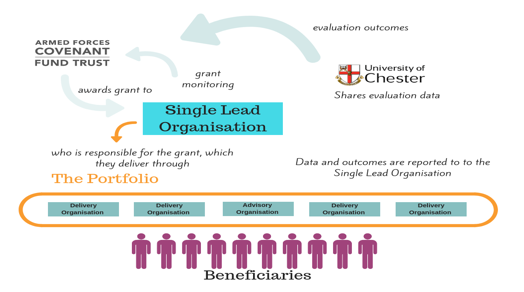 evaluation outcomes
ARMED FORCES
COVENANT
FUND TRUST
grant
monitoring
awards grant to
University of
Chester
Shares evaluation data
Single Lead
Organisation
who is responsible for the grant, which
they deliver through
The Portfolio
Data and outcomes are reported to to the
Single Lead Organisation
Delivery
Organisation
Delivery
Organisation
Advisory
Organisation
Delivery
Organisation
Delivery
Organisation
Beneficiaries